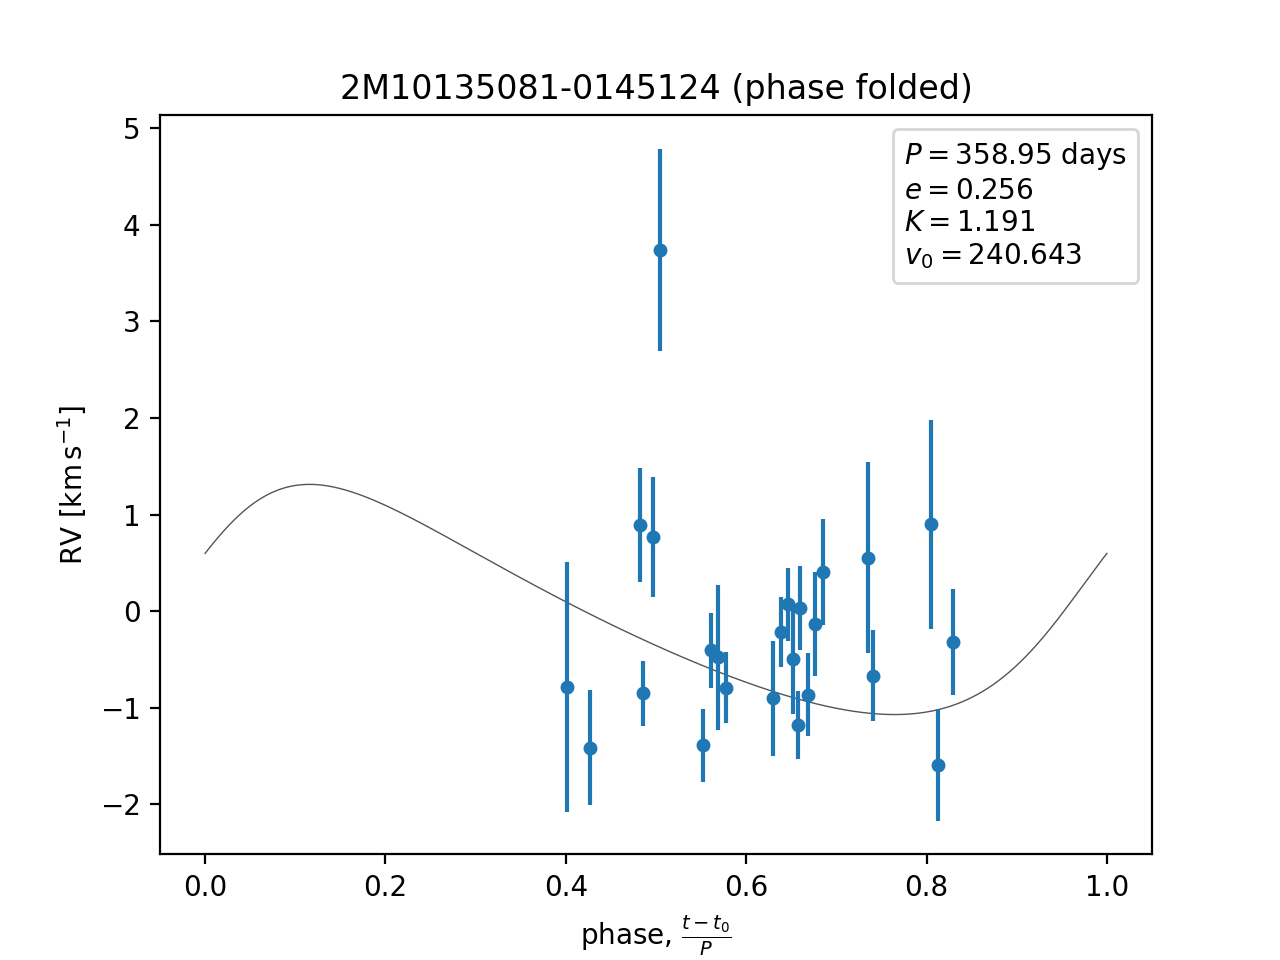 2M10135081-0145124 (phase folded)
P = 358.95 days
e = 0.256
K = 1.191
v₀ = 240.643
5
4
3
2
1
0
−1
−2
RV [km s⁻¹]
0.0 0.2 0.4 0.6 0.8 1.0
phase, (t − t₀)/P